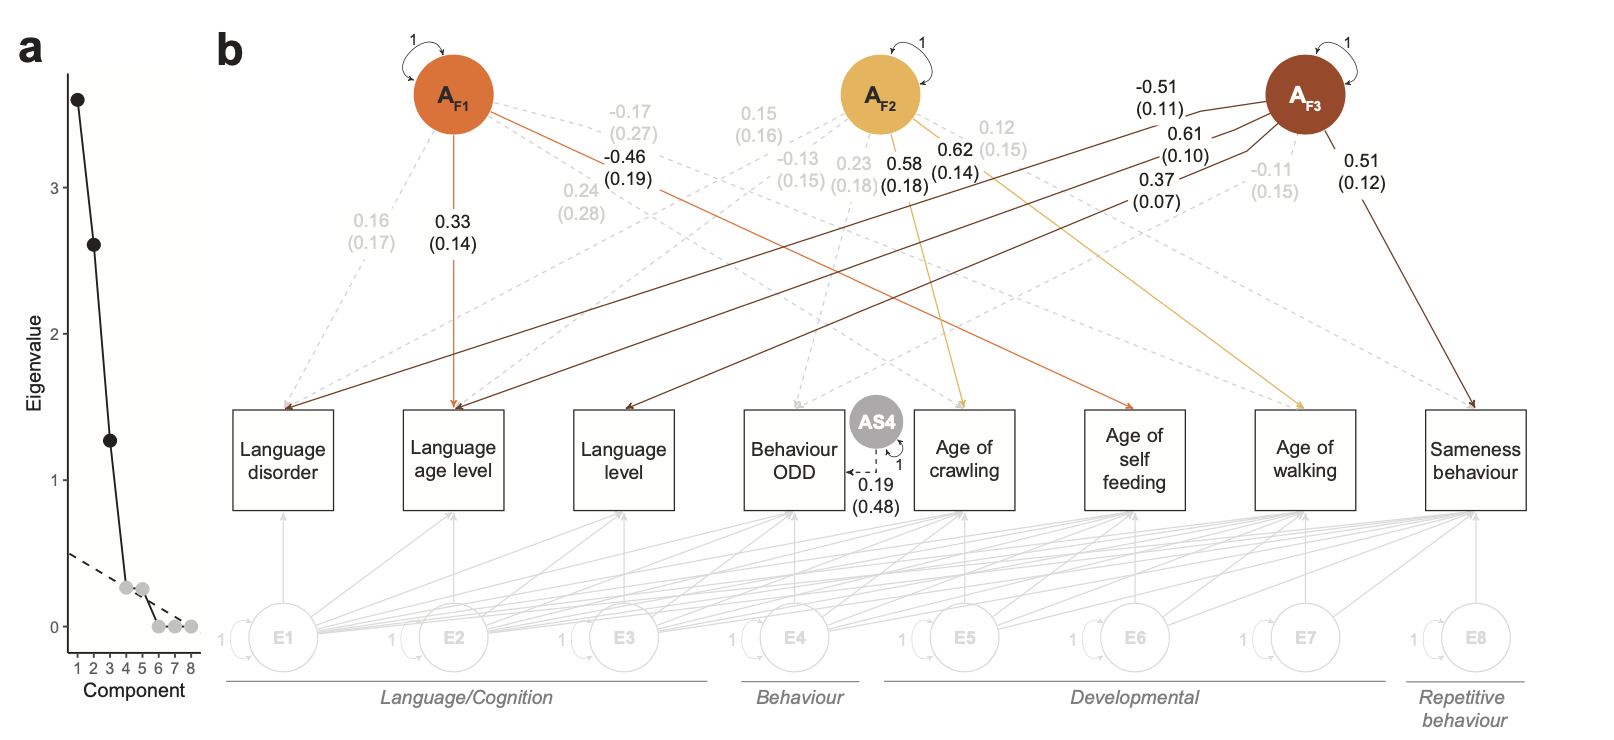 a
Eigenvalue
3
2
1
0
1 2 3 4 5 6 7 8
Component
b
1
1
1
A F1
A F2
A F3
-0.17
(0.27)
-0.46
(0.19)
0.24
(0.28)
0.16
(0.17)
0.33
(0.14)
0.15
(0.16)
-0.13
(0.15)
0.23
(0.18)
0.58
(0.18)
0.62
(0.14)
0.12
(0.15)
-0.51
(0.11)
0.61
(0.10)
0.37
(0.07)
-0.11
(0.15)
0.51
(0.12)
Language
disorder
Language
age level
Language
level
Behaviour
ODD
AS4
1
0.19
(0.48)
Age of
crawling
Age of
self
feeding
Age of
walking
Sameness
behaviour
1 E1
1 E2
1 E3
1 E4
1 E5
1 E6
1 E7
1 E8
Language/Cognition
Behaviour
Developmental
Repetitive
behaviour